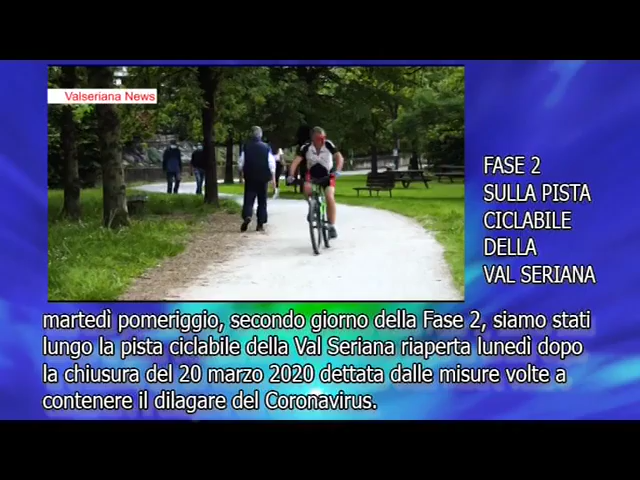 Valseriana News
FASE 2
SULLA PISTA
CICLABILE
DELLA
VAL SERIANA
martedì pomeriggio, secondo giorno della Fase 2, siamo stati
lungo la pista ciclabile della Val Seriana riaperta lunedì dopo
la chiusura del 20 marzo 2020 dettata dalle misure volte a
contenere il dilagare del Coronavirus.